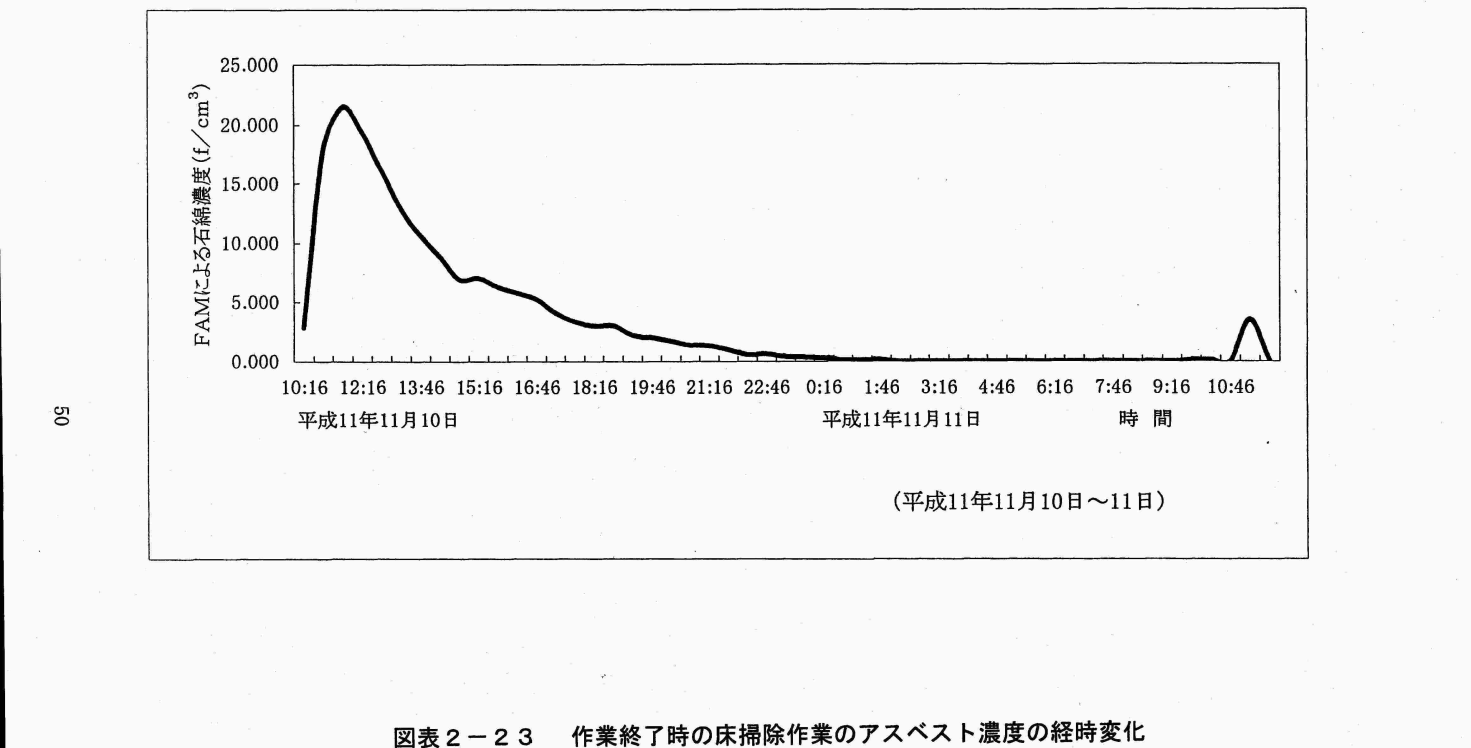 25.000
20.000
15.000
10.000
5.000
0.000
FAMによる石綿濃度(f/cm³)
10:16 12:16 13:46 15:16 16:46 18:16 19:46 21:16 22:46 0:16 1:46 3:16 4:46 6:16 7:46 9:16 10:46
平成11年11月10日 平成11年11月11日 時 間
(平成11年11月10日～11日)
50
図表2－23 作業終了時の床掃除作業のアスベスト濃度の経時変化